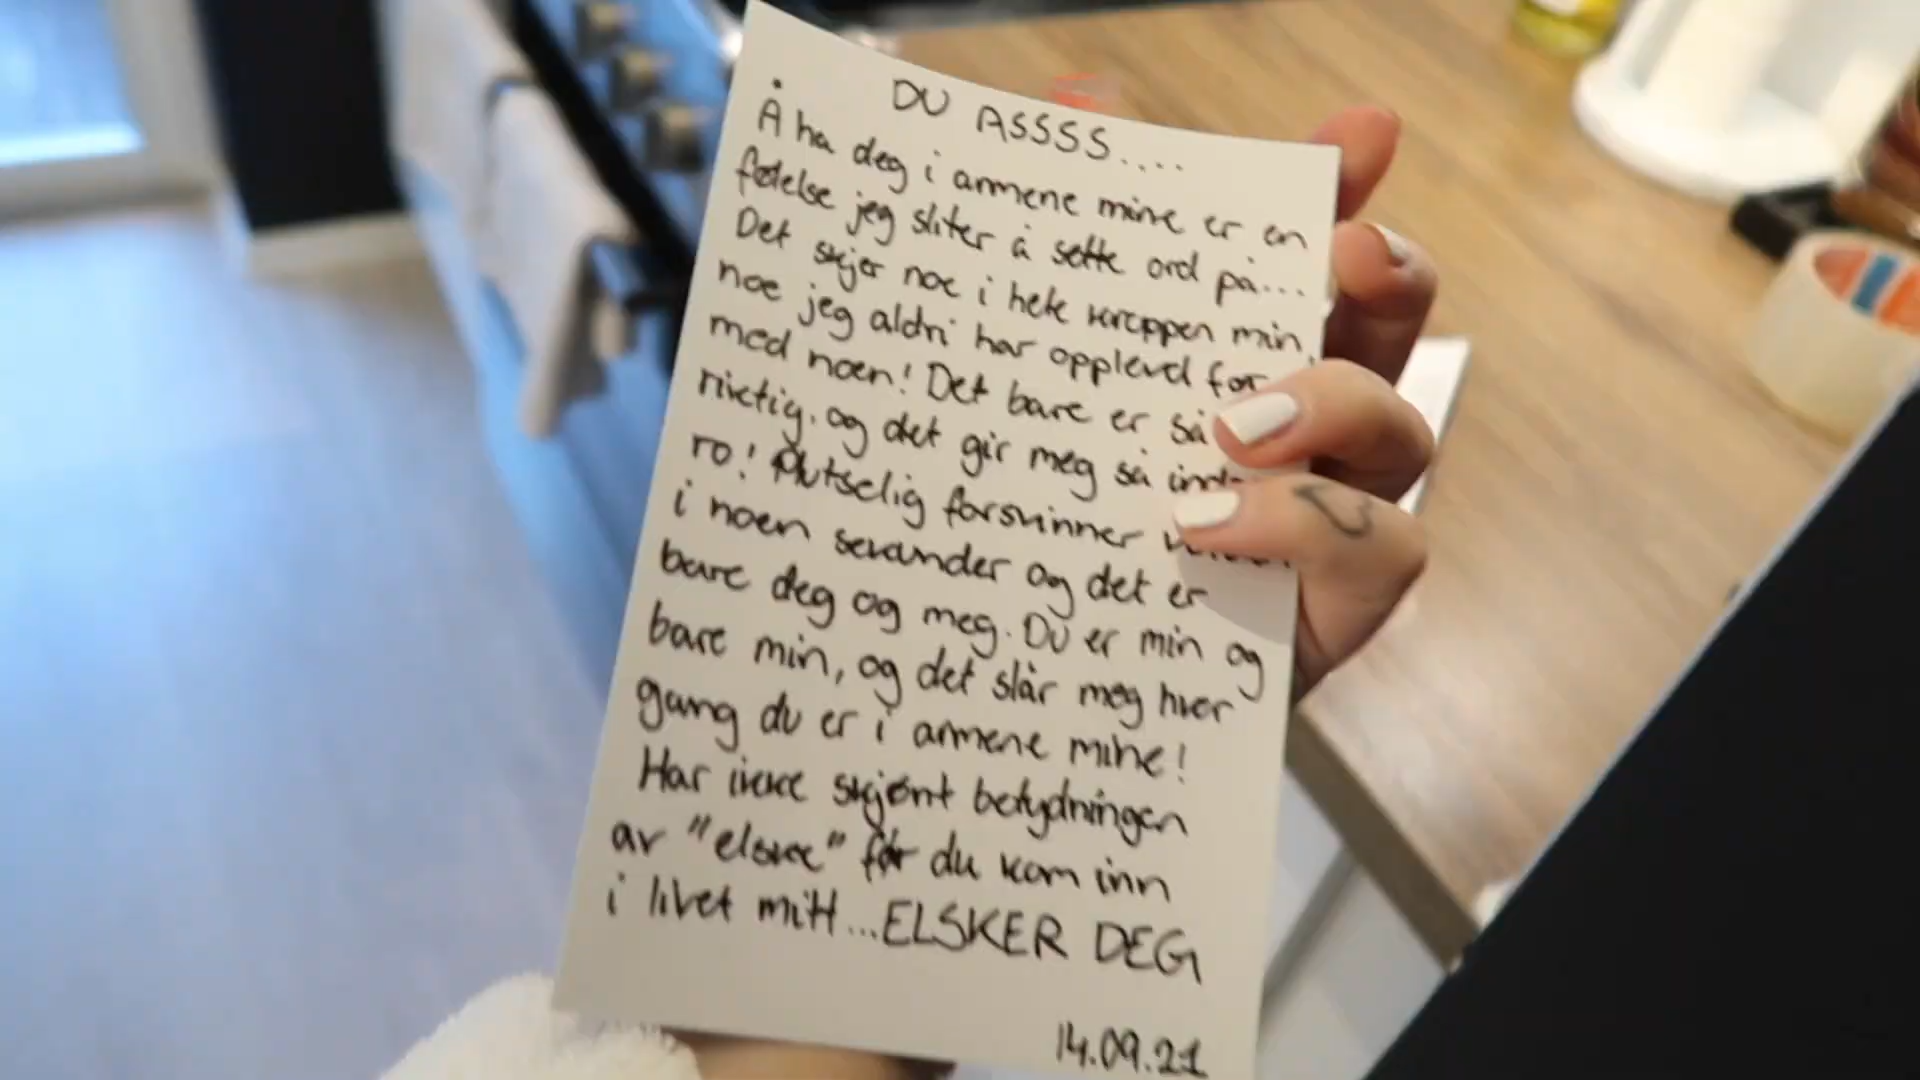 DU ASSSS....
Å ha deg i armene mine er en
følelse jeg sliter å sette ord på...
Det skjer noe i hele kroppen min,
noe jeg aldri har opplevd før
med noen! Det bare er så
riktig, og det gir meg så
ro! Plutselig forsvinner
i noen sekunder og det er
bare deg og meg. DU er min og
bare min, og det slår meg hver
gang du er i armene mine!
Har ikke skjønt betydningen
av "elske" før du kom inn
i livet mitt...ELSKER DEG
14.09.21